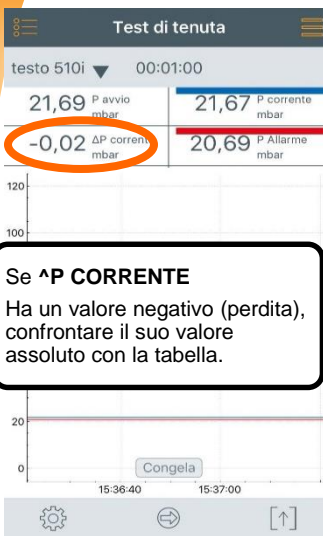 Test di tenuta
testo 510i 00:01:00
21,69 P avvio mbar 21,67 P corrente mbar
-0,02 ΔP corrente mbar 20,69 P Allarme mbar
120
100
Se ^P CORRENTE
Ha un valore negativo (perdita),
confrontare il suo valore
assoluto con la tabella.
20
0
Congela
15:36:40 15:37:00